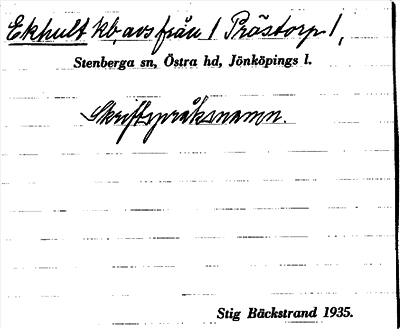 Ekhult kb, avs från 1 Prästorp 1,
Stenberga sn, Östra hd, Jönköpings l.
Skriftspråksnamn.
Stig Bäckstrand 1935.